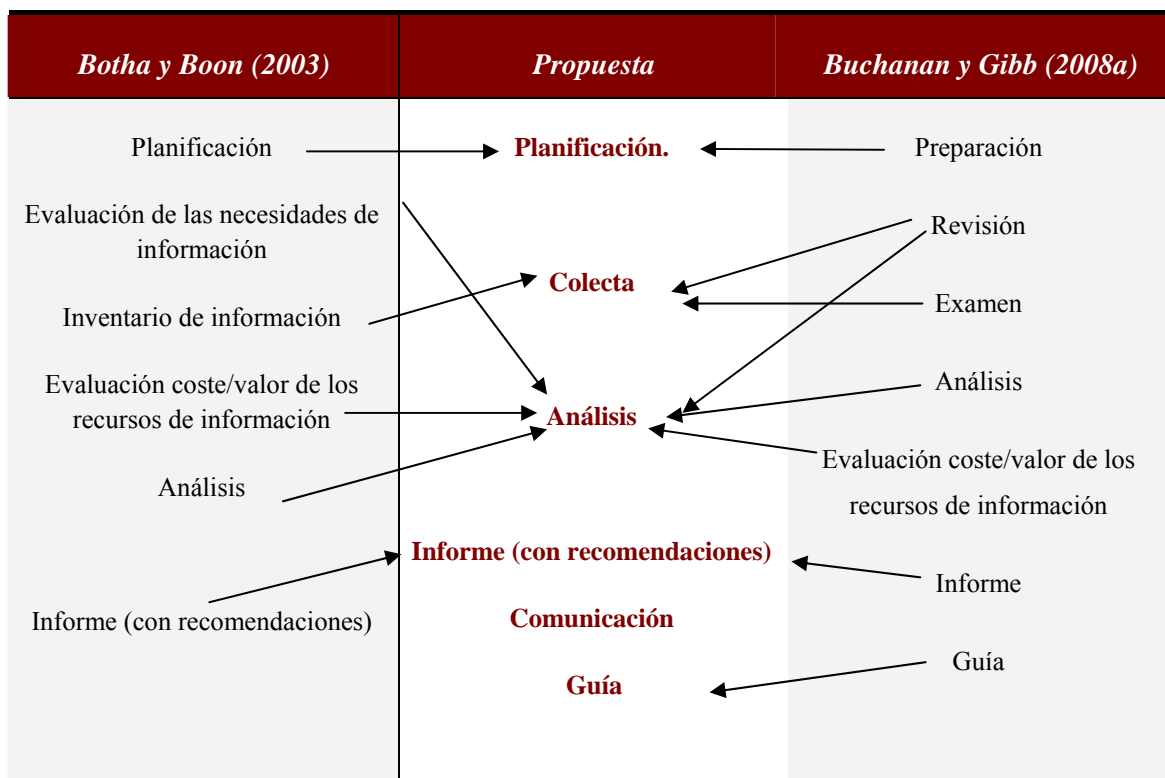 Botha y Boon (2003)
Propuesta
Buchanan y Gibb (2008a)
Planificación
Evaluación de las necesidades de
información
Inventario de información
Evaluación coste/valor de los
recursos de información
Análisis
Informe (con recomendaciones)
Planificación.
Colecta
Análisis
Informe (con recomendaciones)
Comunicación
Guía
Preparación
Revisión
Examen
Análisis
Evaluación coste/valor de los
recursos de información
Informe
Guía